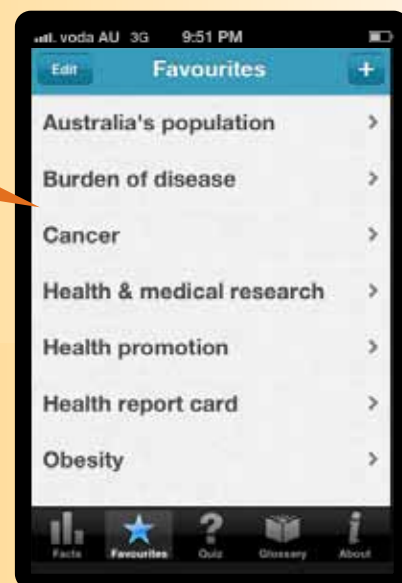 voda AU 3G 9:51 PM
Edit Favourites +
Australia's population >
Burden of disease >
Cancer >
Health & medical research >
Health promotion >
Health report card >
Obesity >
Facts Favourites Quiz Glossary About